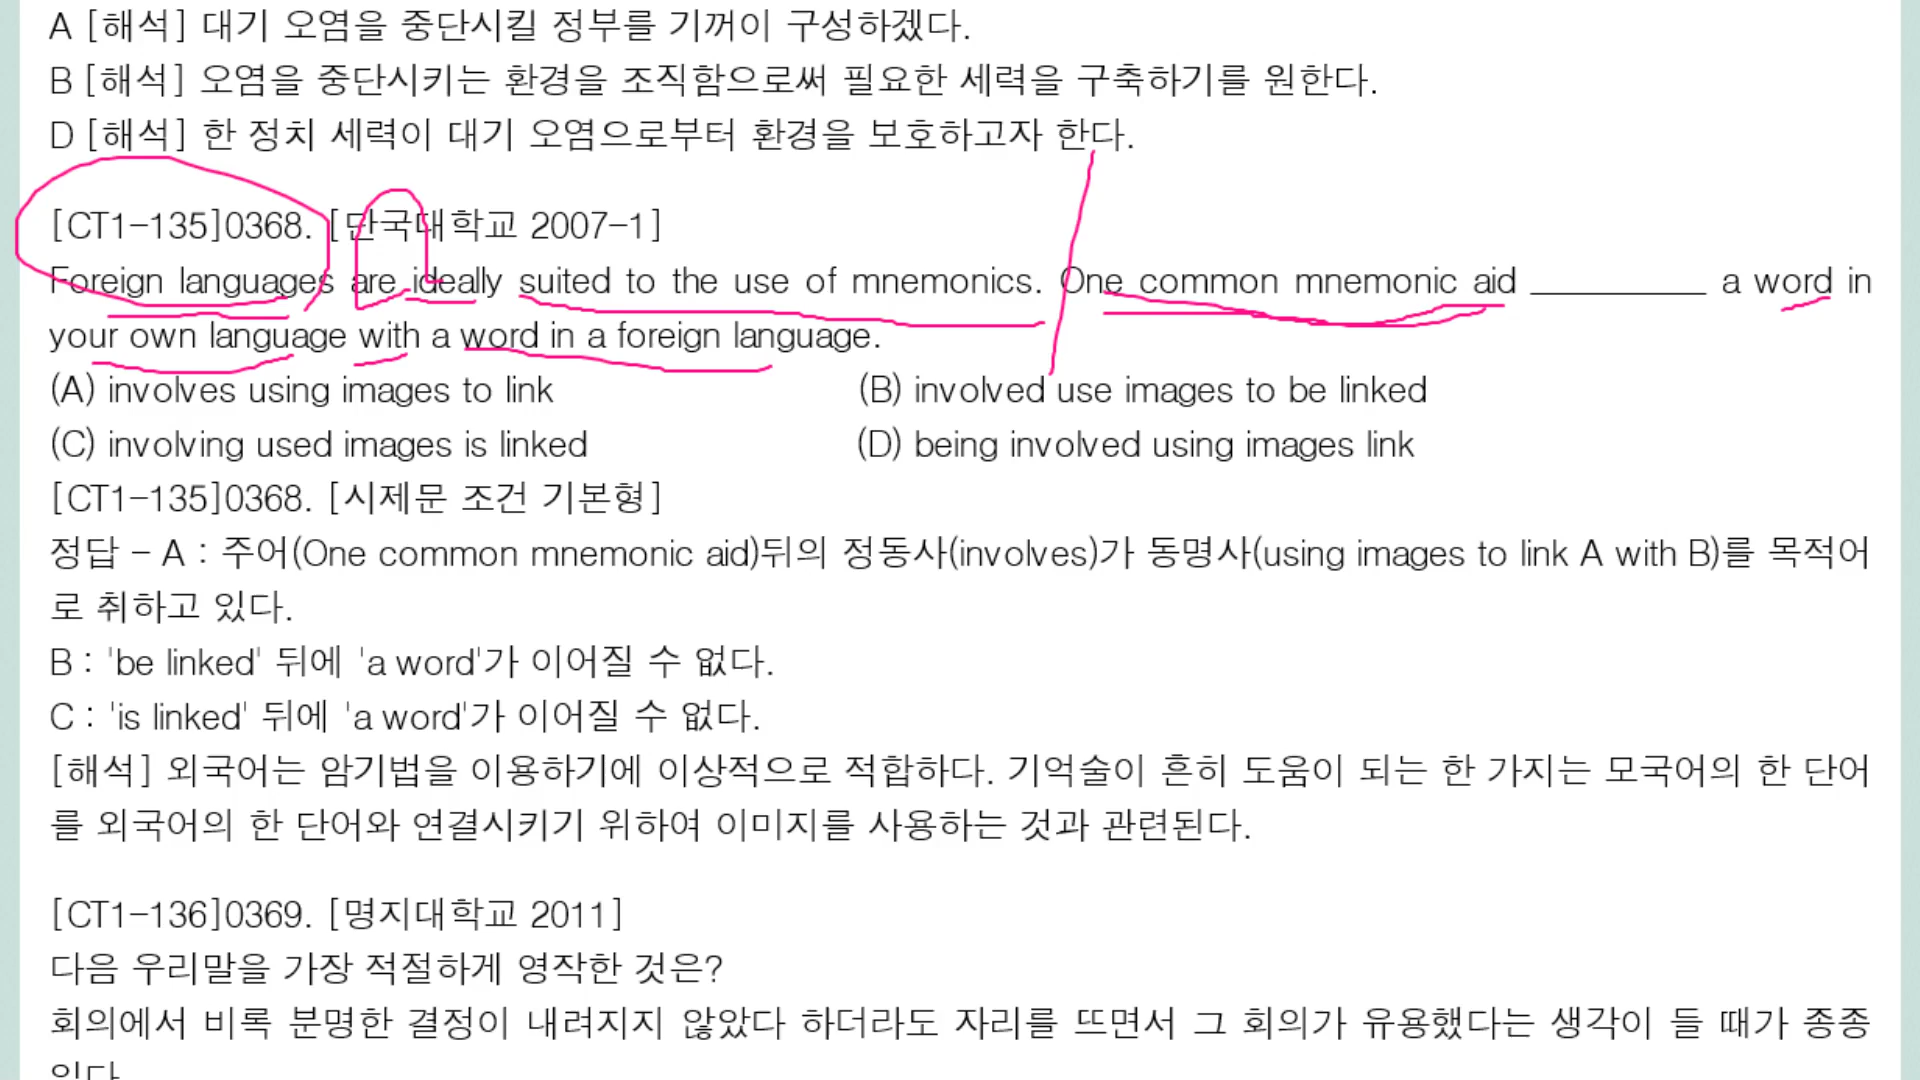 A [해석] 대기 오염을 중단시킬 정부를 기꺼이 구성하겠다.
B [해석] 오염을 중단시키는 환경을 조직함으로써 필요한 세력을 구축하기를 원한다.
D [해석] 한 정치 세력이 대기 오염으로부터 환경을 보호하고자 한다.
[CT1-135]0368. [단국대학교 2007-1]
Foreign languages are ideally suited to the use of mnemonics. One common mnemonic aid __________ a word in
your own language with a word in a foreign language.
(A) involves using images to link (B) involved use images to be linked
(C) involving used images is linked (D) being involved using images link
[CT1-135]0368. [시제문 조건 기본형]
정답 - A : 주어(One common mnemonic aid)뒤의 정동사(involves)가 동명사(using images to link A with B)를 목적어
로 취하고 있다.
B : 'be linked' 뒤에 'a word'가 이어질 수 없다.
C : 'is linked' 뒤에 'a word'가 이어질 수 없다.
[해석] 외국어는 암기법을 이용하기에 이상적으로 적합하다. 기억술이 흔히 도움이 되는 한 가지는 모국어의 한 단어
를 외국어의 한 단어와 연결시키기 위하여 이미지를 사용하는 것과 관련된다.
[CT1-136]0369. [명지대학교 2011]
다음 우리말을 가장 적절하게 영작한 것은?
회의에서 비록 분명한 결정이 내려지지 않았다 하더라도 자리를 뜨면서 그 회의가 유용했다는 생각이 들 때가 종종
있다.